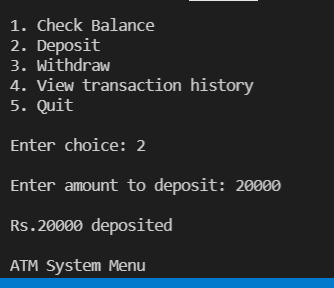 1. Check Balance
2. Deposit
3. Withdraw
4. View transaction history
5. Quit
Enter choice: 2
Enter amount to deposit: 20000
Rs.20000 deposited
ATM System Menu